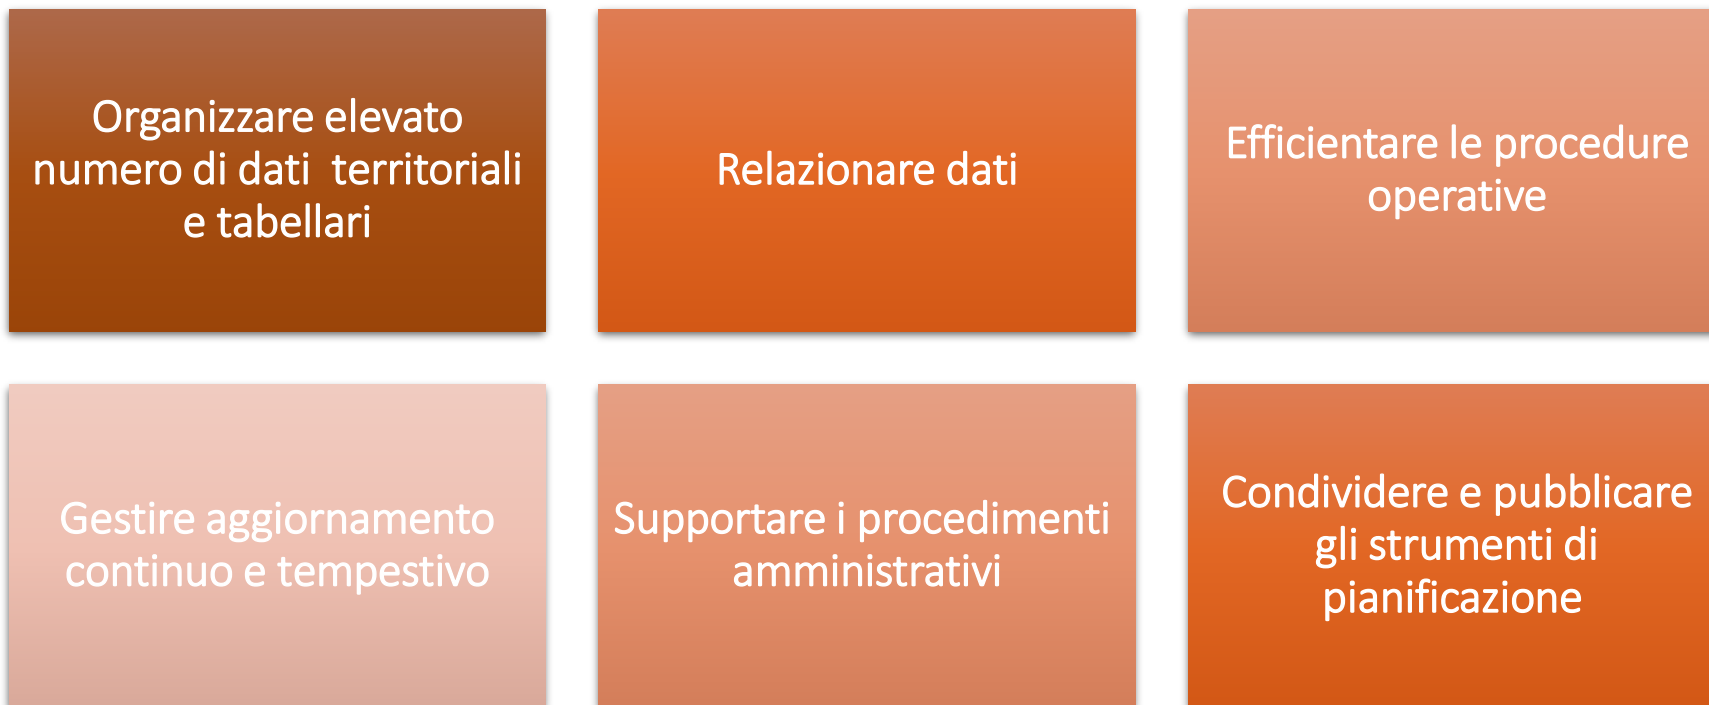 Organizzare elevato
numero di dati  territoriali
e tabellari
Relazionare dati
Efficientare le procedure
operative
Gestire aggiornamento
continuo e tempestivo
Supportare i procedimenti
amministrativi
Condividere e pubblicare
gli strumenti di
pianificazione